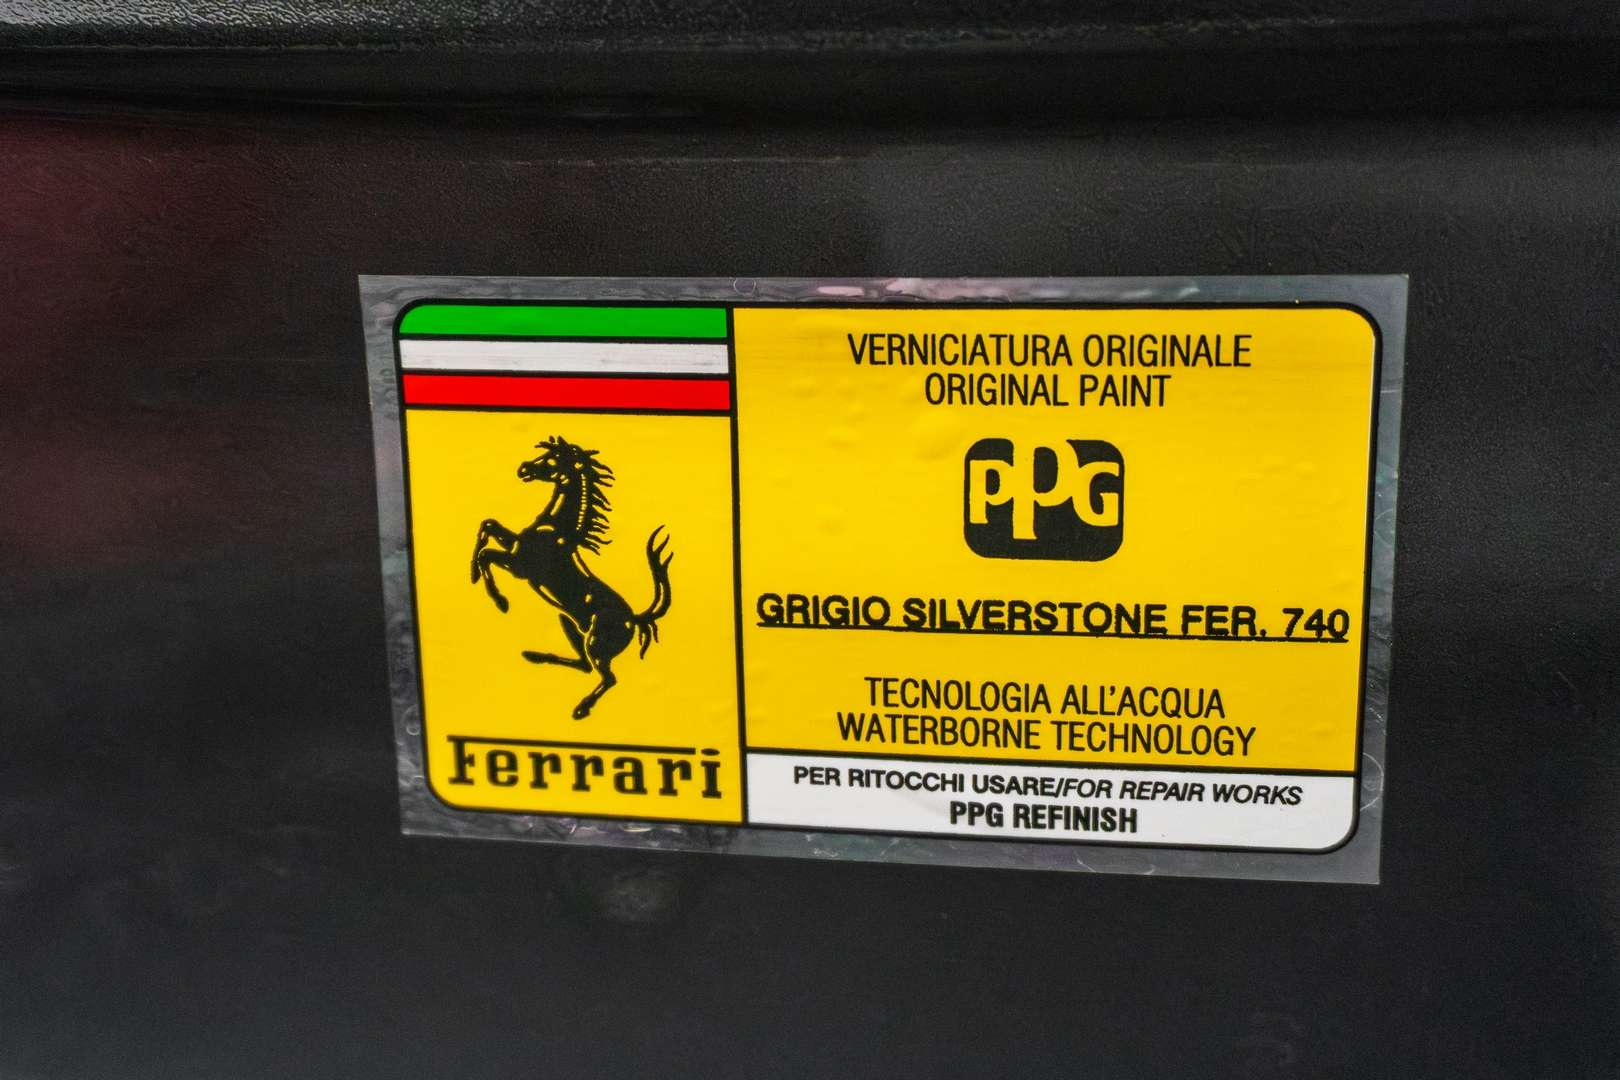 Ferrari
VERNICIATURA ORIGINALE
ORIGINAL PAINT
PPG
GRIGIO SILVERSTONE FER. 740
TECNOLOGIA ALL'ACQUA
WATERBORNE TECHNOLOGY
PER RITOCCHI USARE/FOR REPAIR WORKS
PPG REFINISH